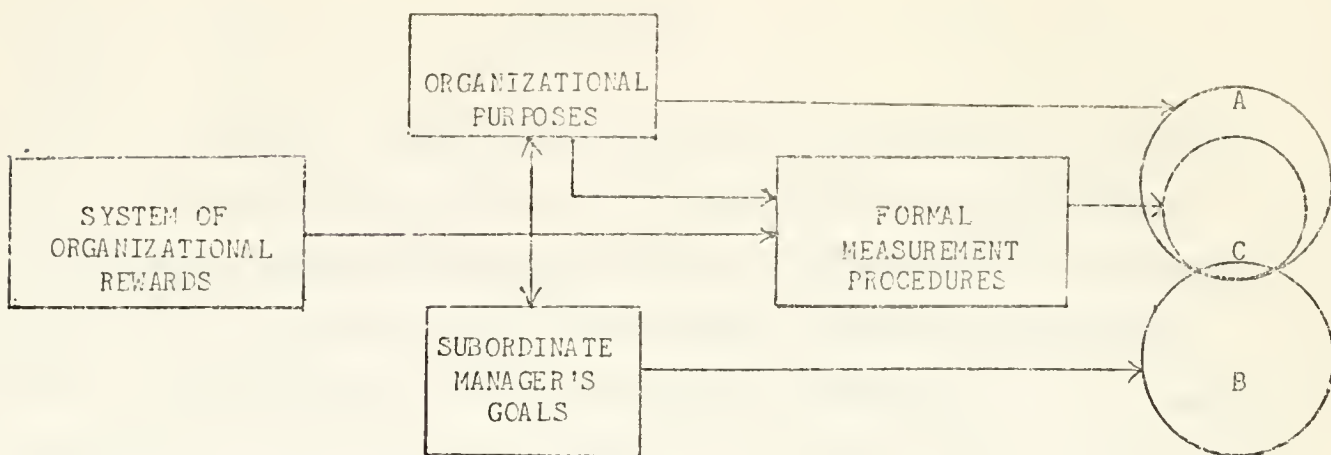 ORGANIZATIONAL
PURPOSES
SYSTEM OF
ORGANIZATIONAL
REWARDS
FORMAL
MEASUREMENT
PROCEDURES
SUBORDINATE
MANAGER'S
GOALS
A
C
B